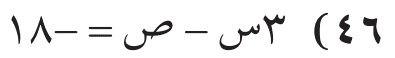 ٤٦) ٣س − ص = −١٨